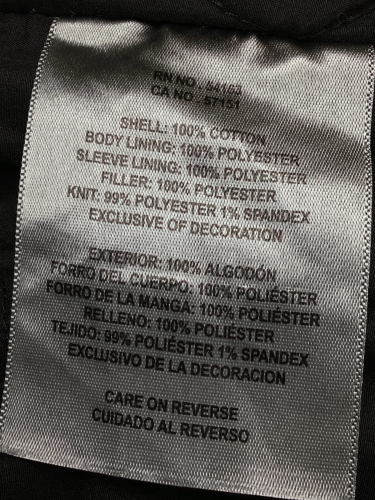 RN NO. 54163
CA NO. 57151
SHELL: 100% COTTON
BODY LINING: 100% POLYESTER
SLEEVE LINING: 100% POLYESTER
FILLER: 100% POLYESTER
KNIT: 99% POLYESTER 1% SPANDEX
EXCLUSIVE OF DECORATION
EXTERIOR: 100% ALGODÓN
FORRO DEL CUERPO: 100% POLIÉSTER
FORRO DE LA MANGA: 100% POLIÉSTER
RELLENO: 100% POLIÉSTER
TEJIDO: 99% POLIÉSTER 1% SPANDEX
EXCLUSIVO DE LA DECORACION
CARE ON REVERSE
CUIDADO AL REVERSO